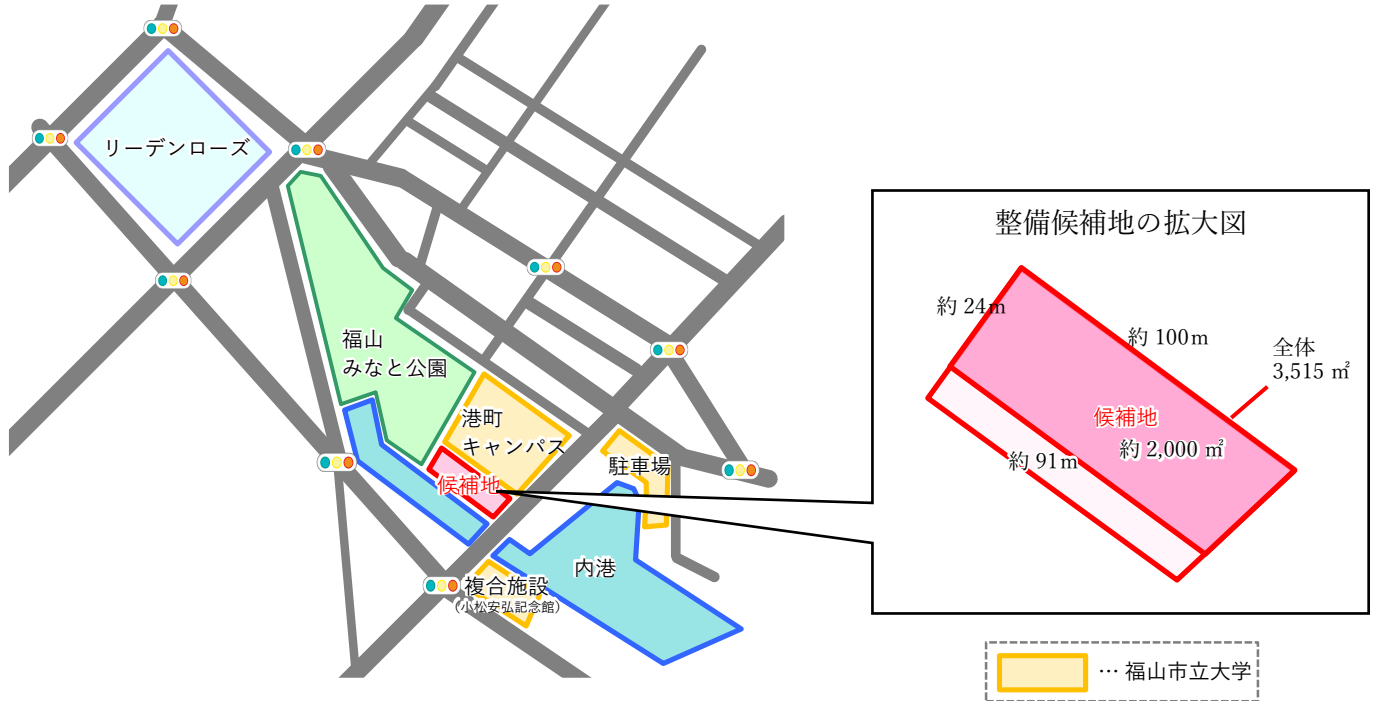 リーデンローズ
福山
みなと公園
港町
キャンパス
候補地
駐車場
内港
複合施設
(小松安弘記念館)
整備候補地の拡大図
約 24m
約 100m
全体
3,515 ㎡
候補地
約 2,000 ㎡
約 91m
… 福山市立大学